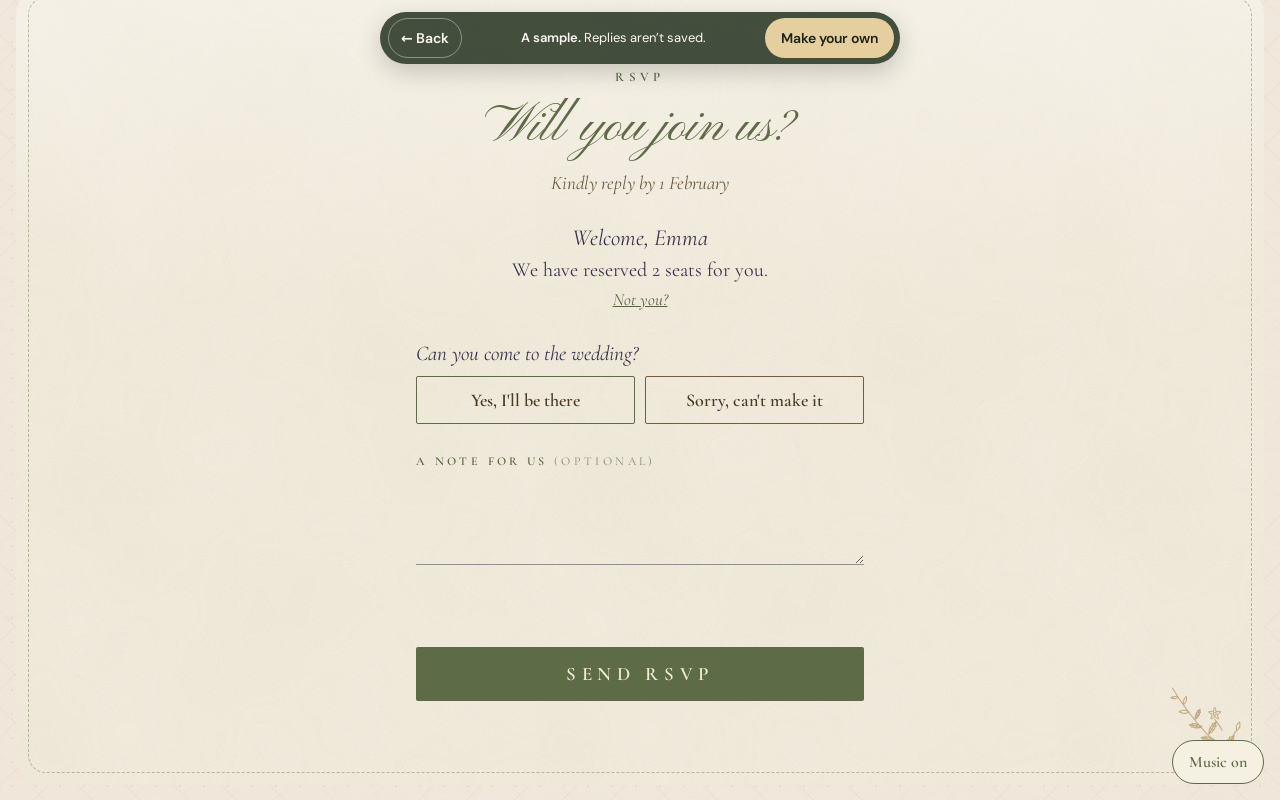 ← Back
A sample. Replies aren’t saved.
Make your own
RSVP
Will you join us?
Kindly reply by 1 February
Welcome, Emma
We have reserved 2 seats for you.
Not you?
Can you come to the wedding?
Yes, I'll be there
Sorry, can't make it
A NOTE FOR US (OPTIONAL)
SEND RSVP
Music on